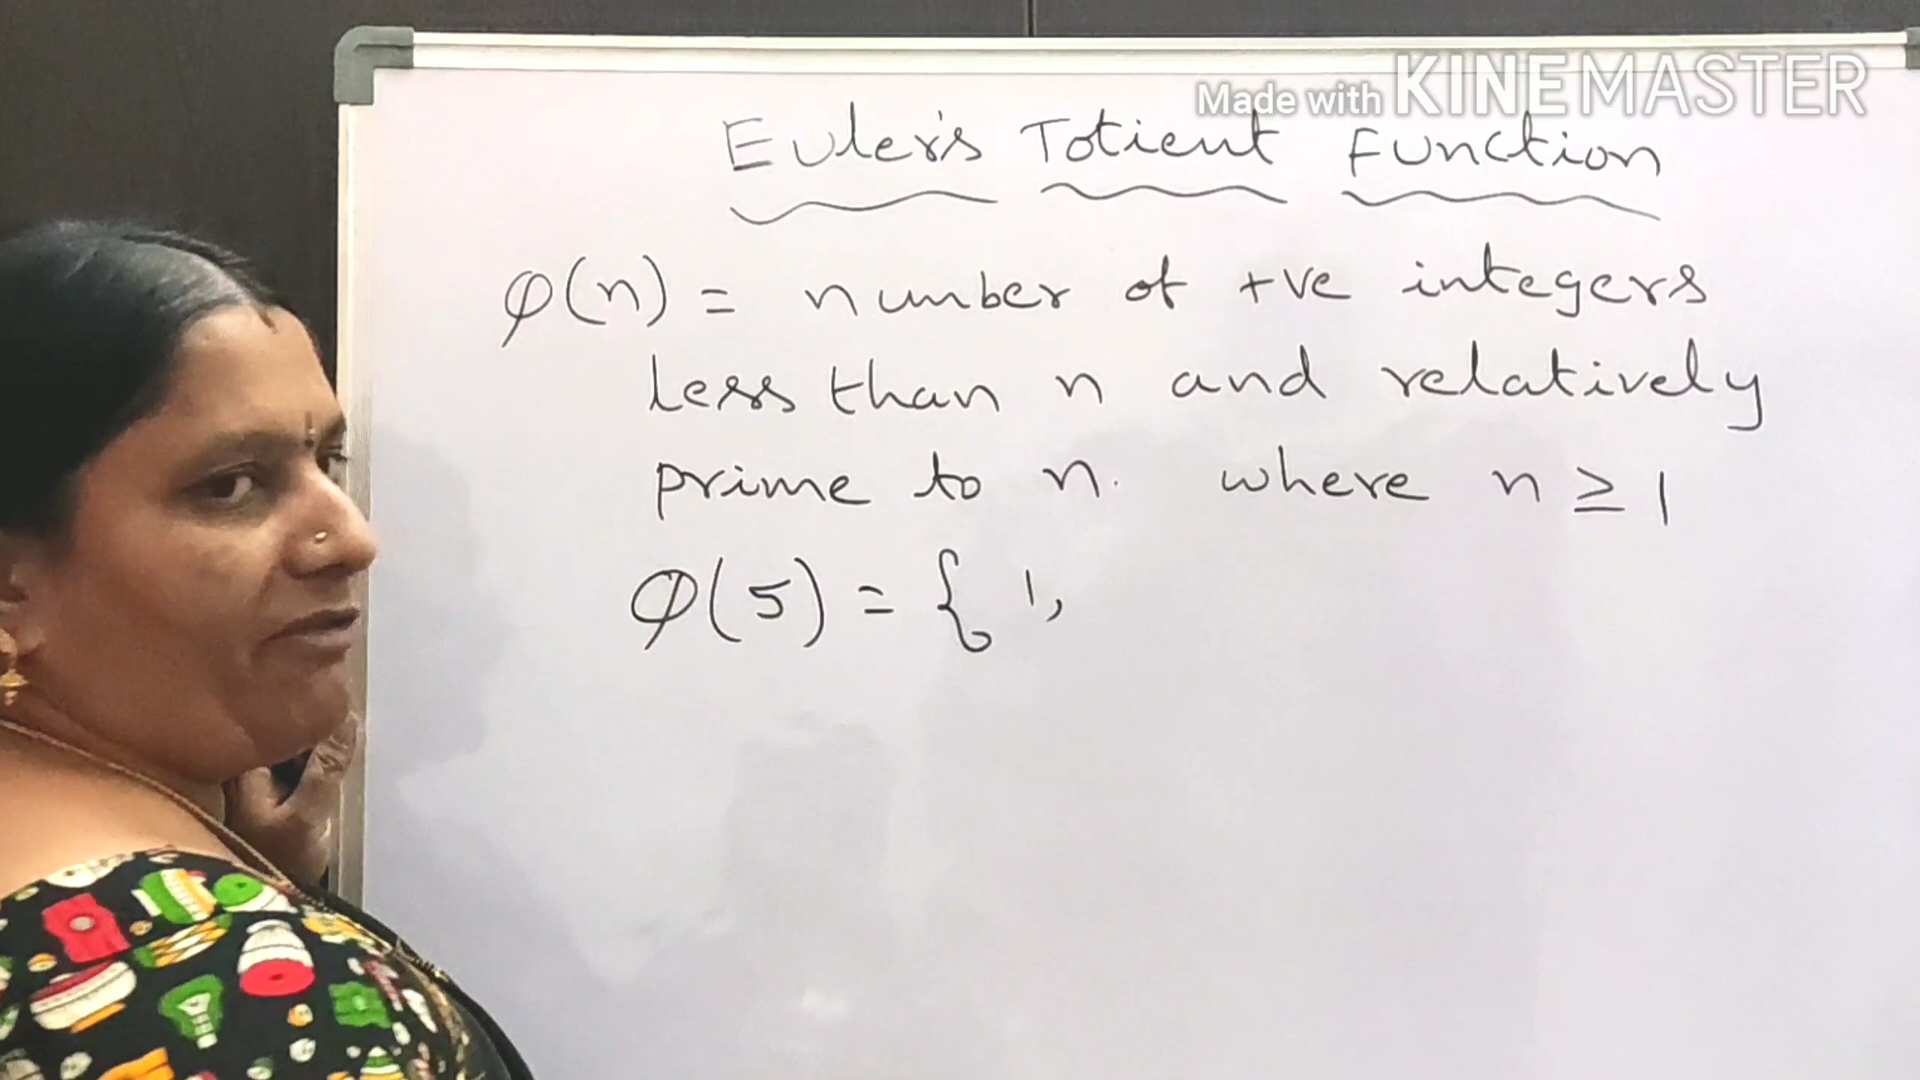 Made with KINEMASTER
Euler's Totient Function
φ(n) = number of +ve integers
less than n and relatively
prime to n. where n ≥ 1
φ(5) = { 1,